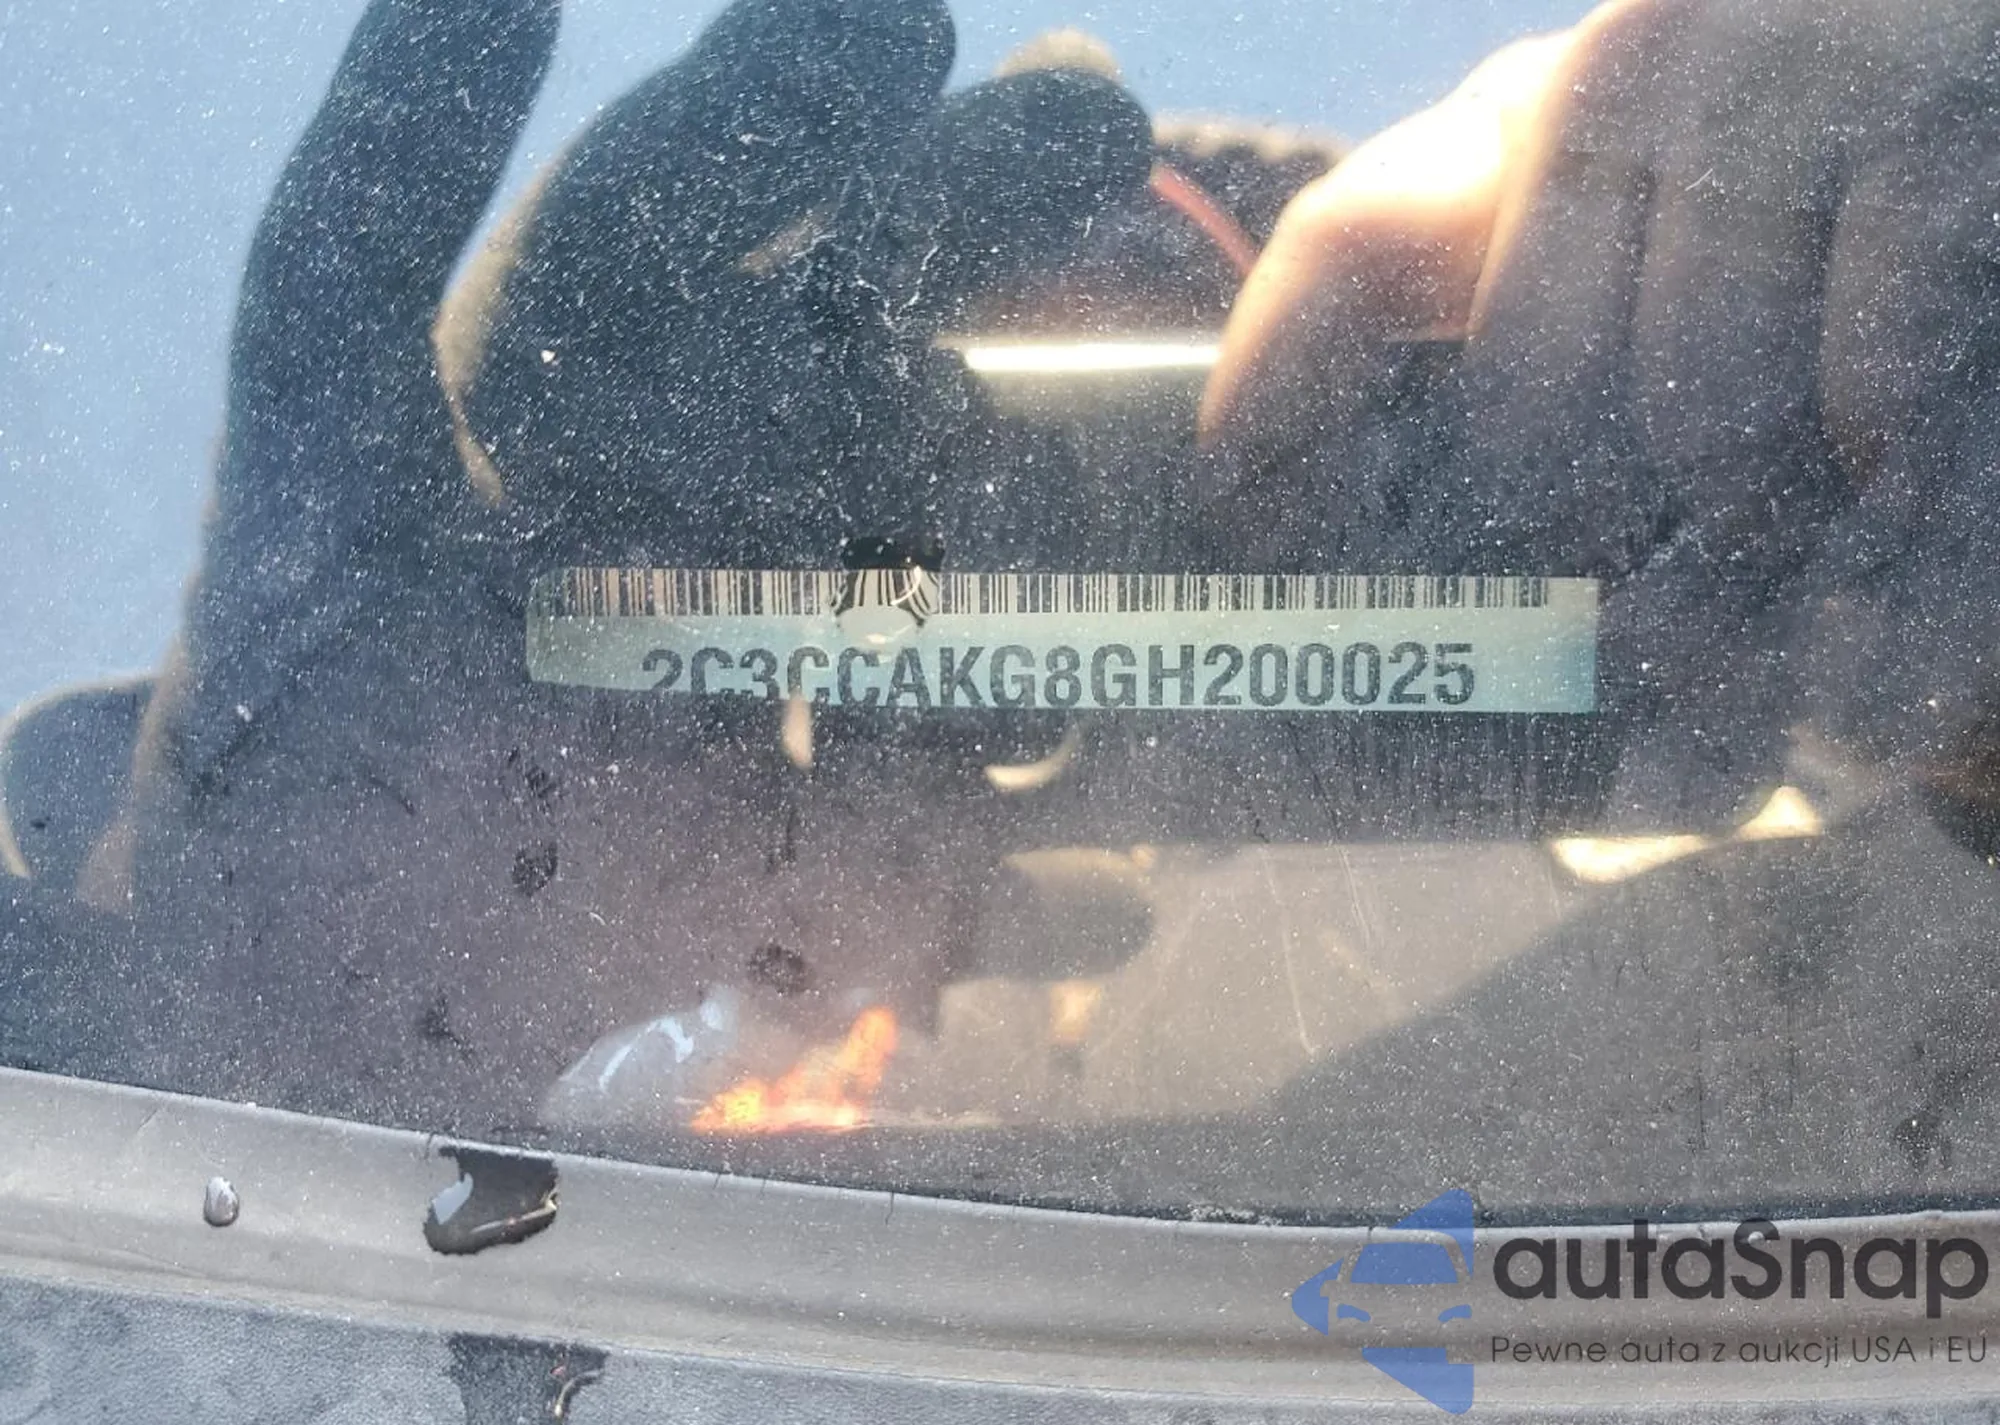 2C3CCAKG8GH200025
autaSnap
Pewne auta z aukcji USA i EU